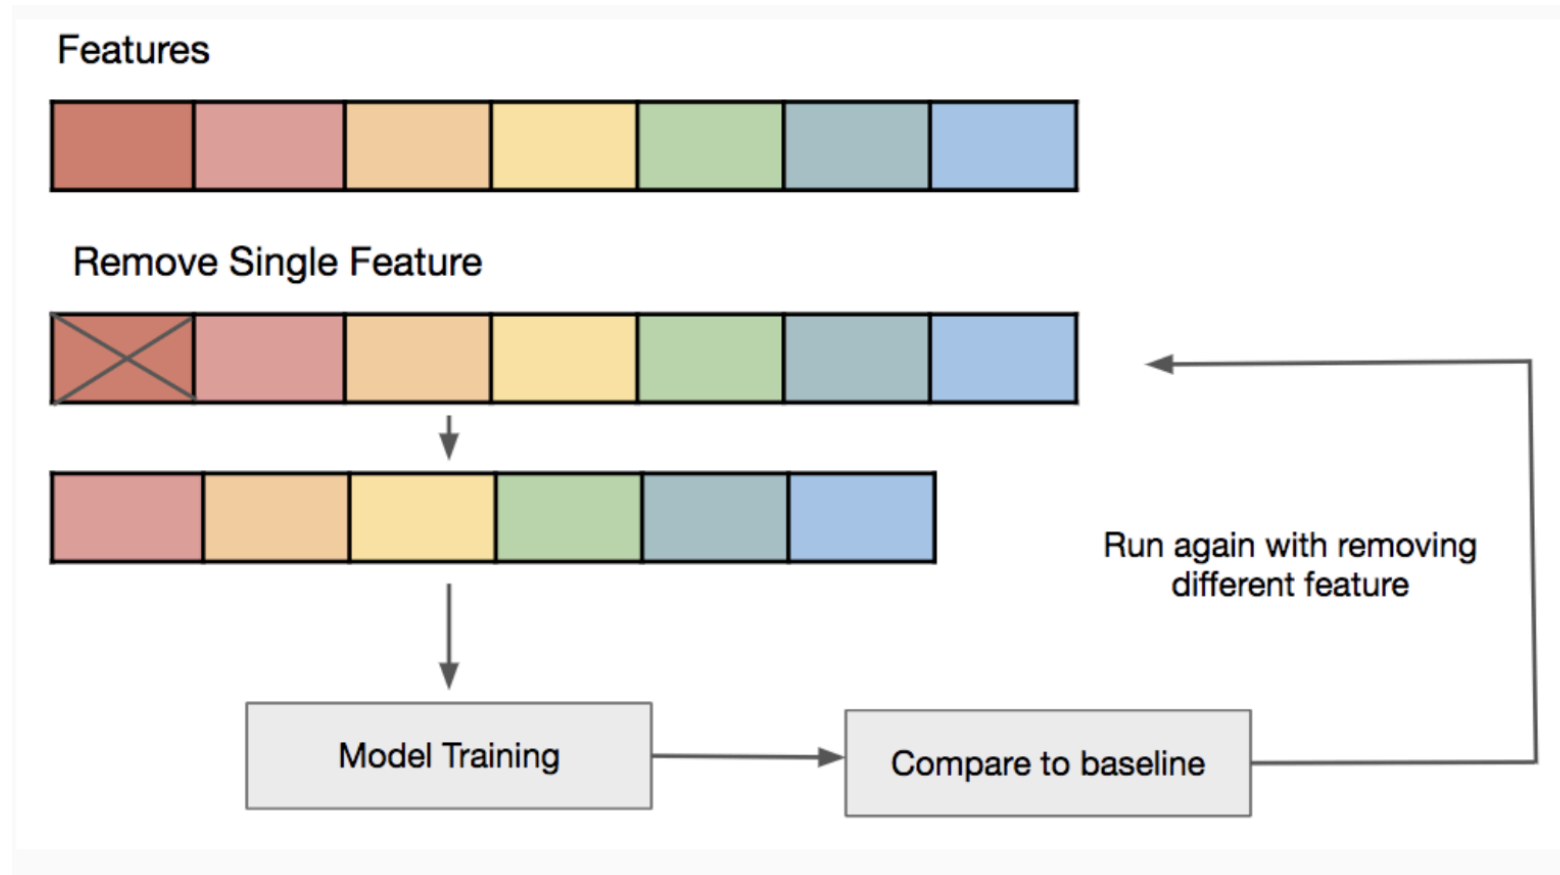 Features
Remove Single Feature
Run again with removing
different feature
Model Training
Compare to baseline